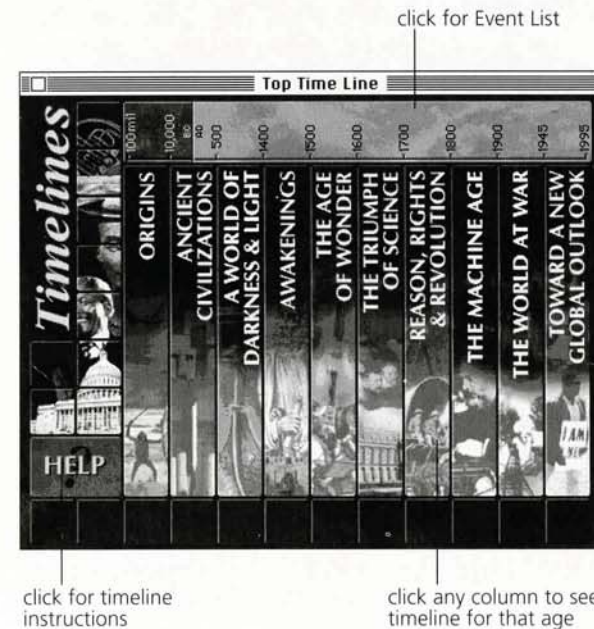 click for Event List
Top Time Line
Timelines
100mil
10,000
BC
AD
500
1400
1500
1600
1700
1800
1900
1945
1995
ORIGINS
ANCIENT
CIVILIZATIONS
A WORLD OF
DARKNESS & LIGHT
AWAKENINGS
THE AGE
OF WONDER
THE TRIUMPH
OF SCIENCE
REASON, RIGHTS
& REVOLUTION
THE MACHINE AGE
THE WORLD AT WAR
TOWARD A NEW
GLOBAL OUTLOOK
HELP
?
I AM
click for timeline
instructions
click any column to see
timeline for that age